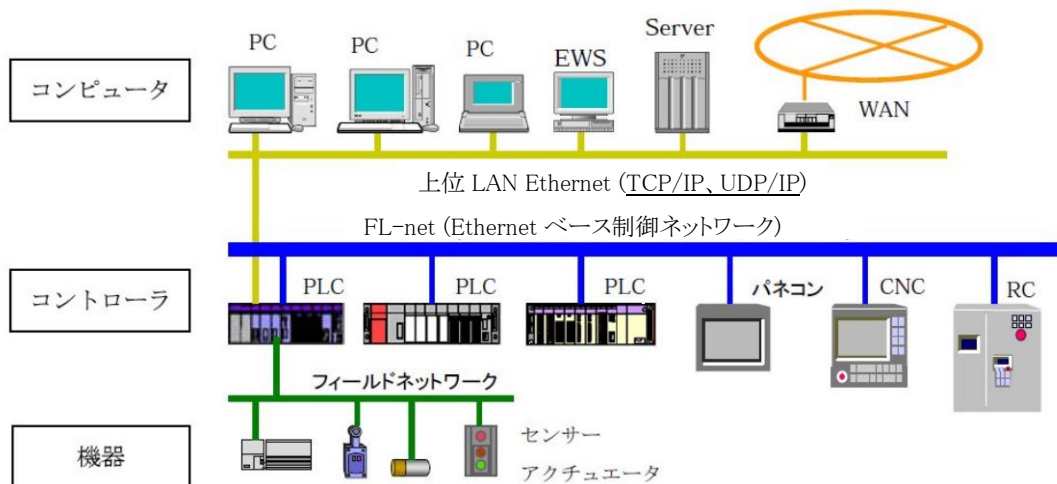 PC
PC
PC
EWS
Server
WAN
コンピュータ
上位 LAN Ethernet (TCP/IP、UDP/IP)
FL-net (Ethernet ベース制御ネットワーク)
コントローラ
PLC
PLC
PLC
パネコン
CNC
RC
フィールドネットワーク
機器
センサー
アクチュエータ